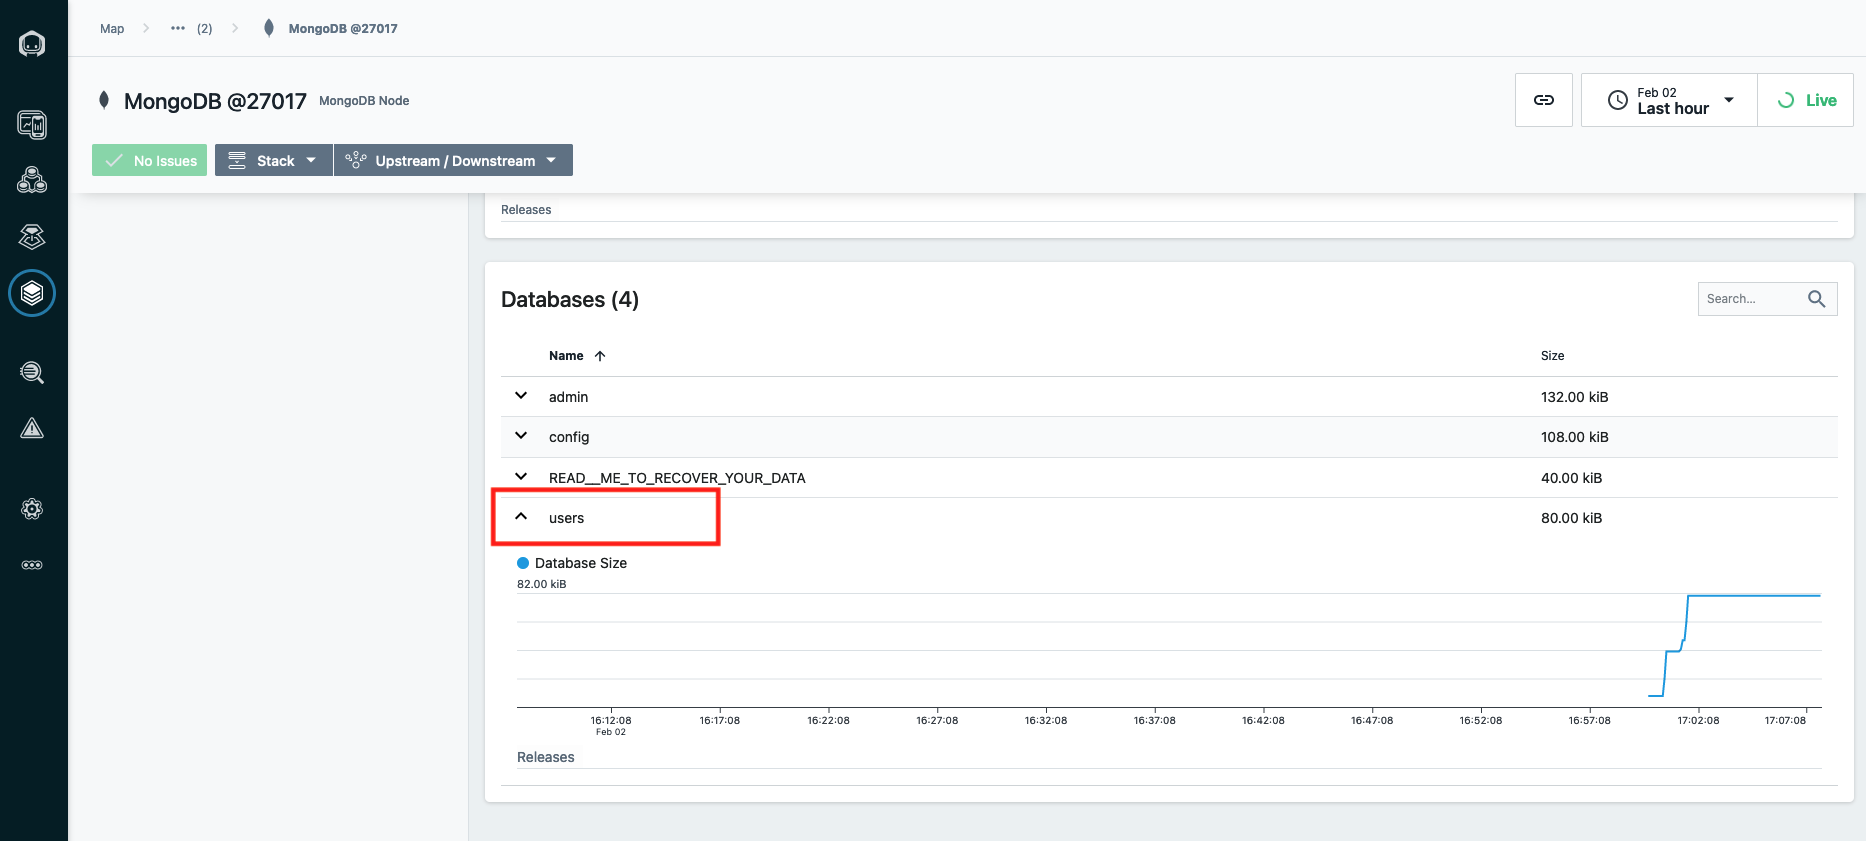 Map ••• (2) MongoDB @27017
MongoDB @27017 MongoDB Node
Feb 02
Last hour
Live
No Issues Stack Upstream / Downstream
Releases
Databases (4)
Search...
Name Size
admin 132.00 kiB
config 108.00 kiB
READ__ME_TO_RECOVER_YOUR_DATA 40.00 kiB
users 80.00 kiB
Database Size
82.00 kiB
16:12:08 16:17:08 16:22:08 16:27:08 16:32:08 16:37:08 16:42:08 16:47:08 16:52:08 16:57:08 17:02:08 17:07:08
Feb 02
Releases